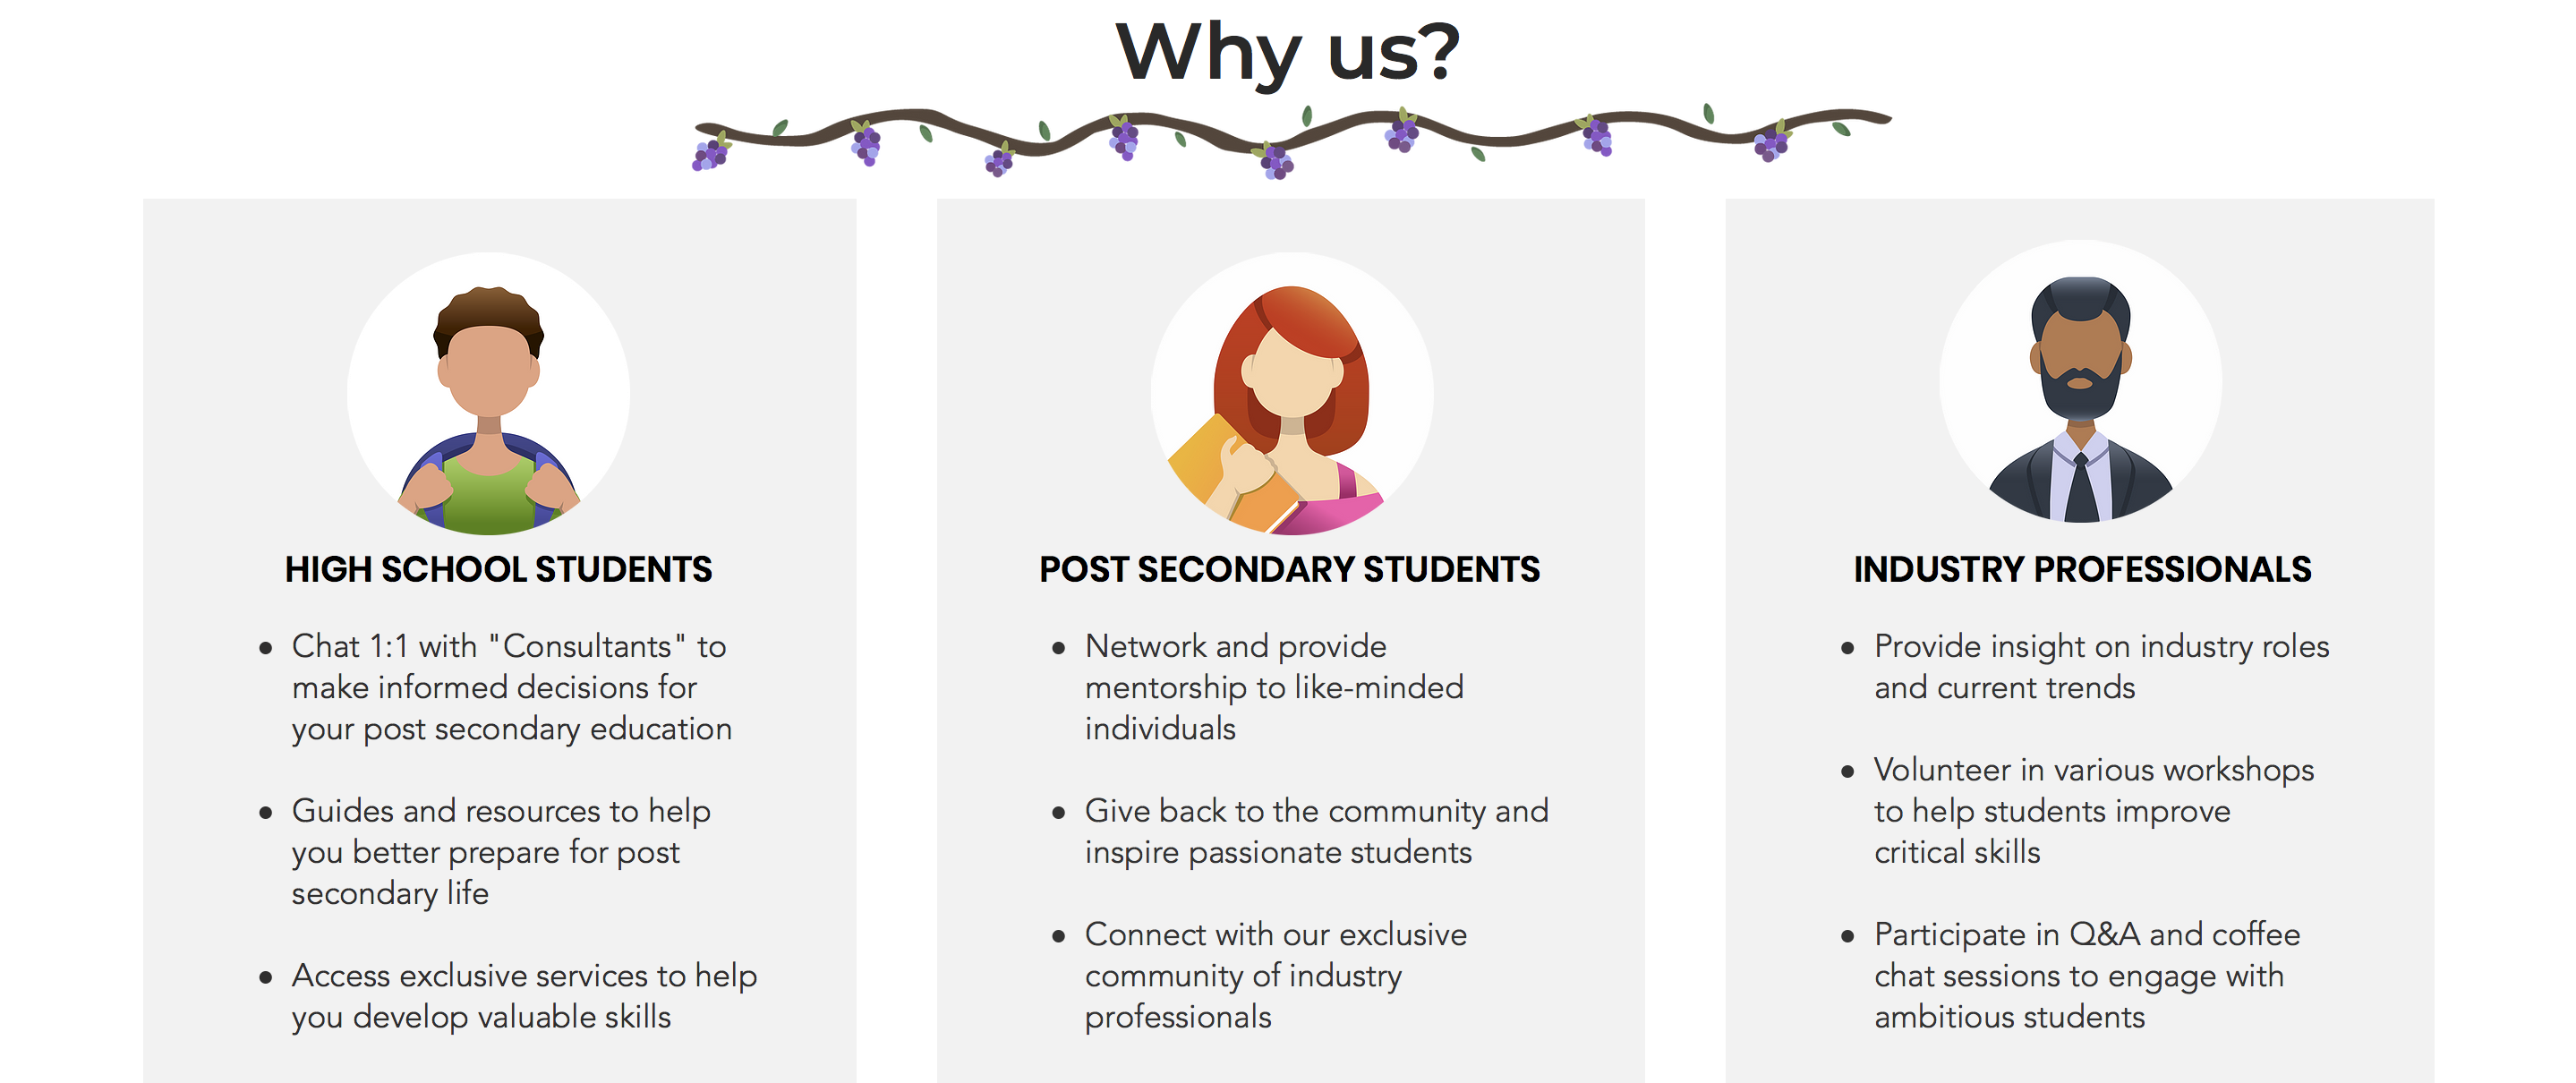 Why us?
HIGH SCHOOL STUDENTS
• Chat 1:1 with "Consultants" to
make informed decisions for
your post secondary education
• Guides and resources to help
you better prepare for post
secondary life
• Access exclusive services to help
you develop valuable skills
POST SECONDARY STUDENTS
• Network and provide
mentorship to like-minded
individuals
• Give back to the community and
inspire passionate students
• Connect with our exclusive
community of industry
professionals
INDUSTRY PROFESSIONALS
• Provide insight on industry roles
and current trends
• Volunteer in various workshops
to help students improve
critical skills
• Participate in Q&A and coffee
chat sessions to engage with
ambitious students